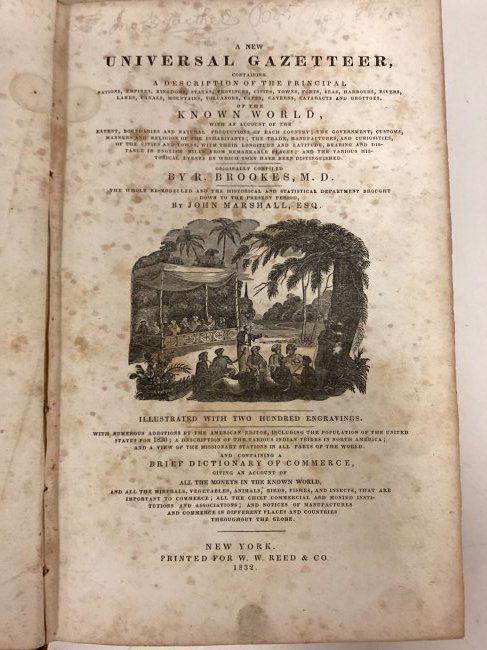 A NEW
UNIVERSAL GAZETTEER,
CONTAINING
A DESCRIPTION OF THE PRINCIPAL
NATIONS, EMPIRES, KINGDOMS, STATES, PROVINCES, CITIES, TOWNS, FORTS, SEAS, HARBOURS, RIVERS,
LAKES, CANALS, MOUNTAINS, VOLCANOES, CAPES, CAVERNS, CATARACTS AND GROTTOES,
OF THE
KNOWN WORLD,
WITH AN ACCOUNT OF THE
EXTENT, BOUNDARIES AND NATURAL PRODUCTIONS OF EACH COUNTRY; THE GOVERNMENT, CUSTOMS,
MANNERS AND RELIGION OF THE INHABITANTS; THE TRADE, MANUFACTURES, AND CURIOSITIES,
OF THE CITIES AND TOWNS, WITH THEIR LONGITUDE AND LATITUDE, BEARING AND DIS-
TANCE IN ENGLISH MILES FROM REMARKABLE PLACES; AND THE VARIOUS HIS-
TORICAL EVENTS BY WHICH THEY HAVE BEEN DISTINGUISHED.
ORIGINALLY COMPILED
BY R. BROOKES, M. D.
THE WHOLE RE-MODELLED AND THE HISTORICAL AND STATISTICAL DEPARTMENT BROUGHT
DOWN TO THE PRESENT PERIOD,
BY JOHN MARSHALL, ESQ.
ILLUSTRATED WITH TWO HUNDRED ENGRAVINGS.
WITH NUMEROUS ADDITIONS BY THE AMERICAN EDITOR, INCLUDING THE POPULATION OF THE UNITED
STATES FOR 1830; A DESCRIPTION OF THE VARIOUS INDIAN TRIBES IN NORTH AMERICA;
AND A VIEW OF THE MISSIONARY STATIONS IN ALL PARTS OF THE WORLD.
AND CONTAINING A
BRIEF DICTIONARY OF COMMERCE,
GIVING AN ACCOUNT OF
ALL THE MONEYS IN THE KNOWN WORLD,
AND ALL THE MINERALS, VEGETABLES, ANIMALS, BIRDS, FISHES, AND INSECTS, THAT ARE
IMPORTANT TO COMMERCE; ALL THE CHIEF COMMERCIAL AND MONIED INSTI-
TUTIONS AND ASSOCIATIONS; AND NOTICES OF MANUFACTURES
AND COMMERCE IN DIFFERENT PLACES AND COUNTRIES
THROUGHOUT THE GLOBE.
NEW YORK.
PRINTED FOR W. W. REED & CO.
1832.